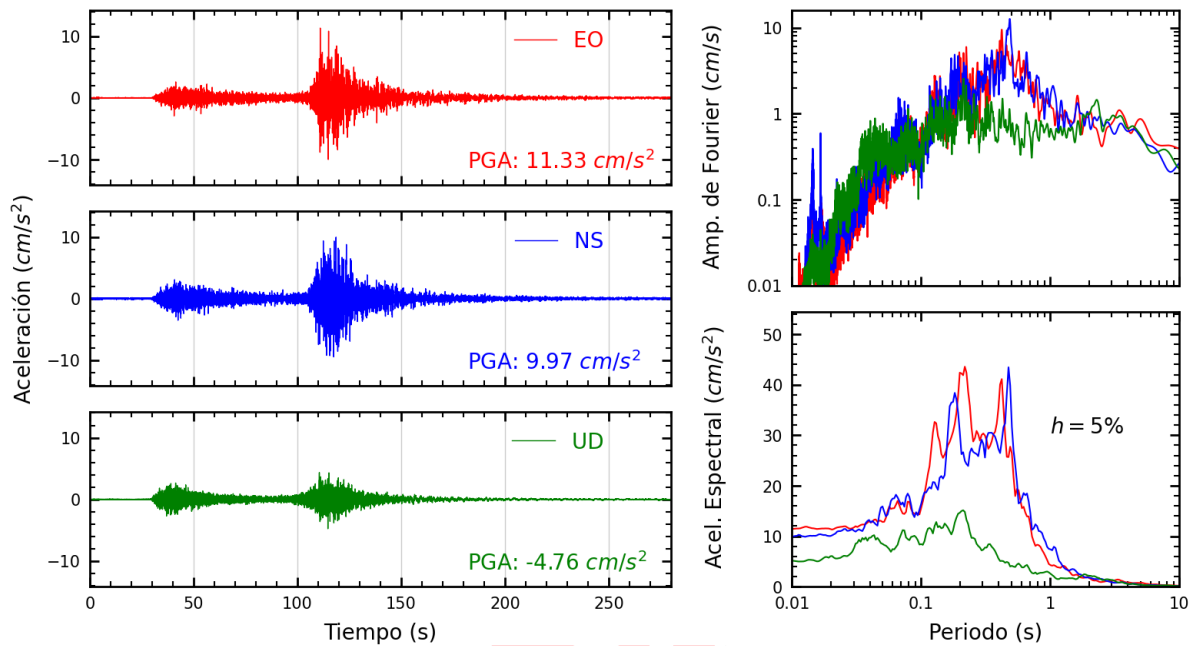 Aceleración (cm/s²)
10
0
−10
EO
PGA: 11.33 cm/s²
10
0
−10
NS
PGA: 9.97 cm/s²
10
0
−10
UD
PGA: -4.76 cm/s²
0 50 100 150 200 250
Tiempo (s)
Amp. de Fourier (cm/s)
10
1
0.1
0.01
Acel. Espectral (cm/s²)
50
40
30
20
10
0
h = 5%
0.01 0.1 1 10
Periodo (s)